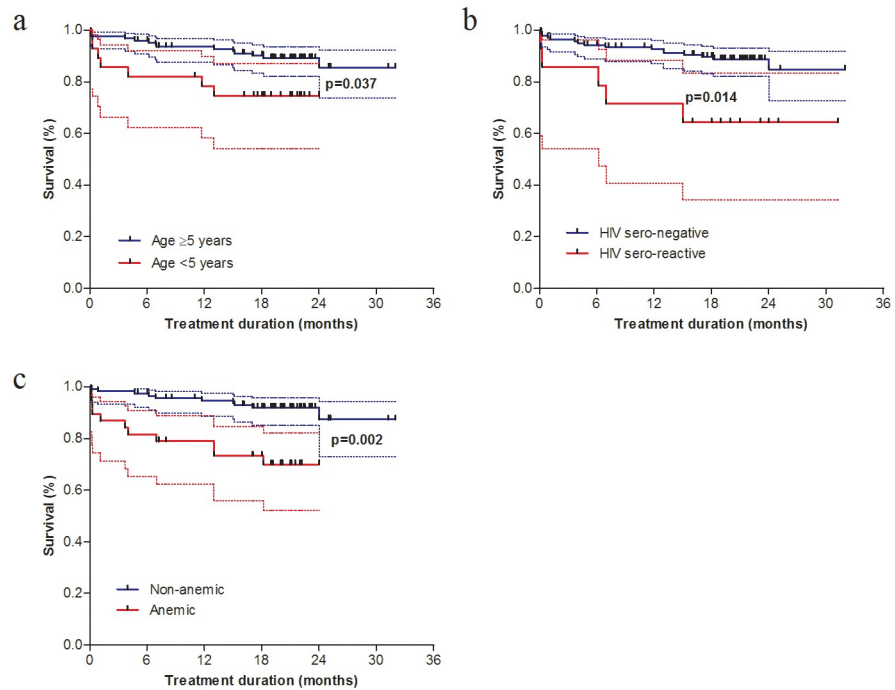 a
1.0
0.8
0.6
0.4
0.2
0.0
Survival (%)
p=0.037
Age ≥5 years
Age <5 years
0 6 12 18 24 30 36
Treatment duration (months)
b
1.0
0.8
0.6
0.4
0.2
0.0
Survival (%)
p=0.014
HIV sero-negative
HIV sero-reactive
0 6 12 18 24 30 36
Treatment duration (months)
c
1.0
0.8
0.6
0.4
0.2
0.0
Survival (%)
p=0.002
Non-anemic
Anemic
0 6 12 18 24 30 36
Treatment duration (months)